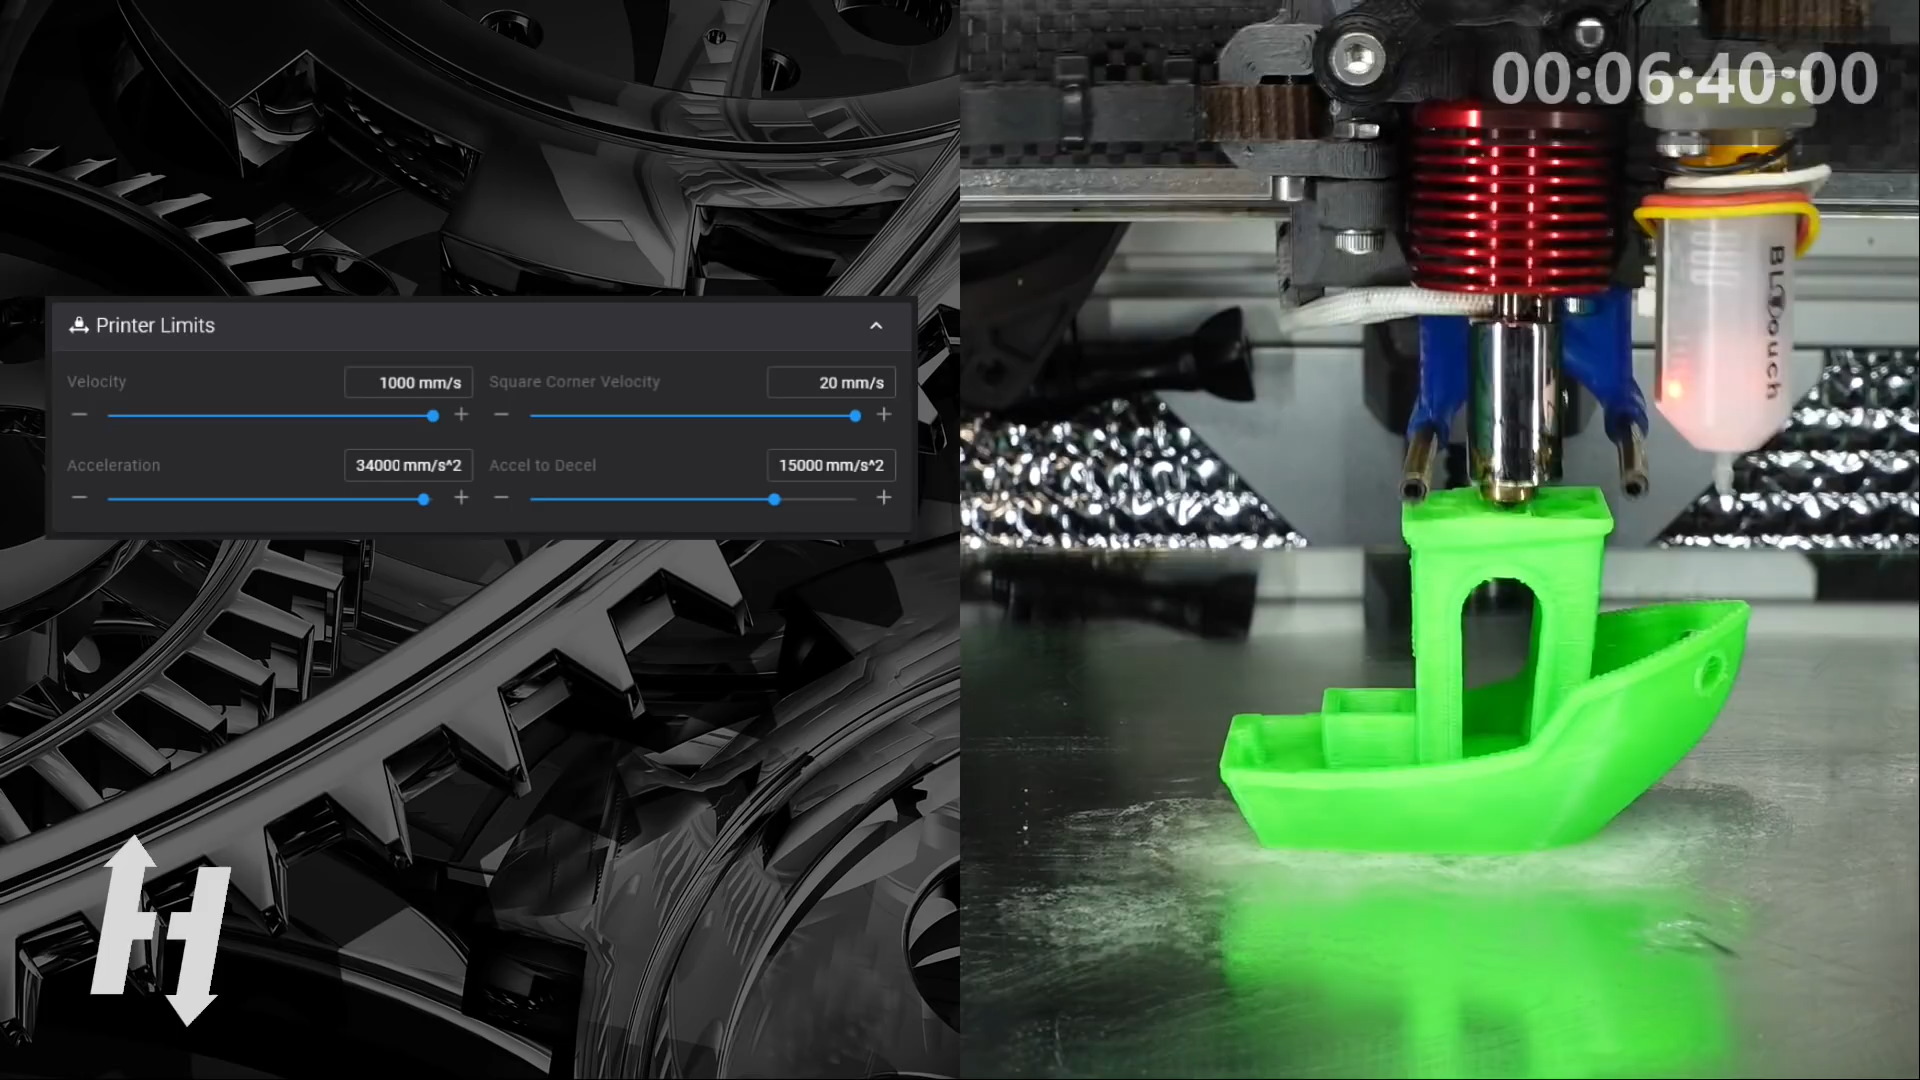 00:06:40:00
Printer Limits
Velocity 1000 mm/s Square Corner Velocity 20 mm/s
Acceleration 34000 mm/s^2 Accel to Decel 15000 mm/s^2
BLTouch